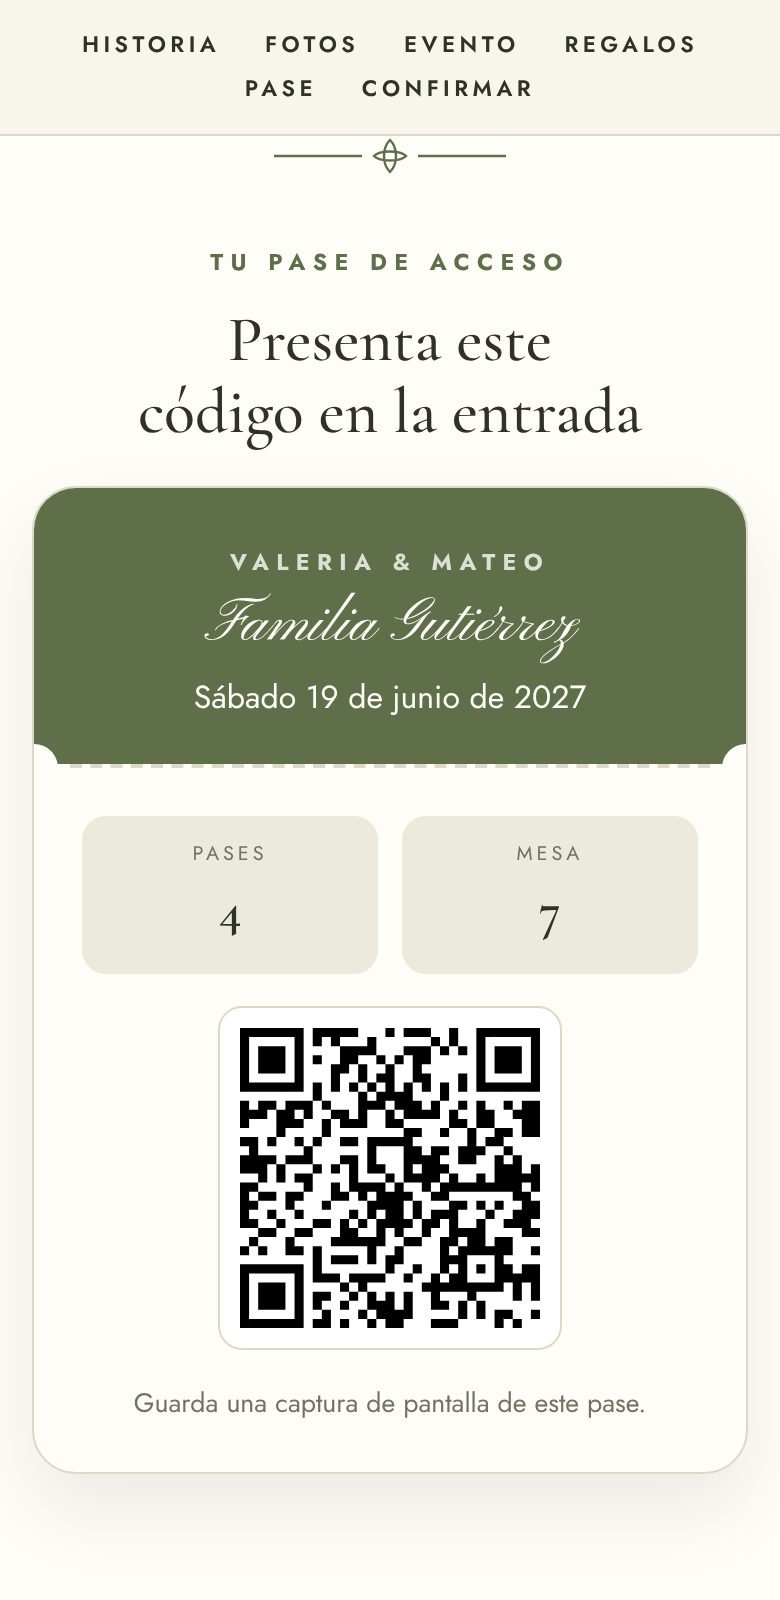 HISTORIA FOTOS EVENTO REGALOS
PASE CONFIRMAR
TU PASE DE ACCESO
Presenta este
código en la entrada
VALERIA & MATEO
Familia Gutiérrez
Sábado 19 de junio de 2027
PASES MESA
4 7
Guarda una captura de pantalla de este pase.